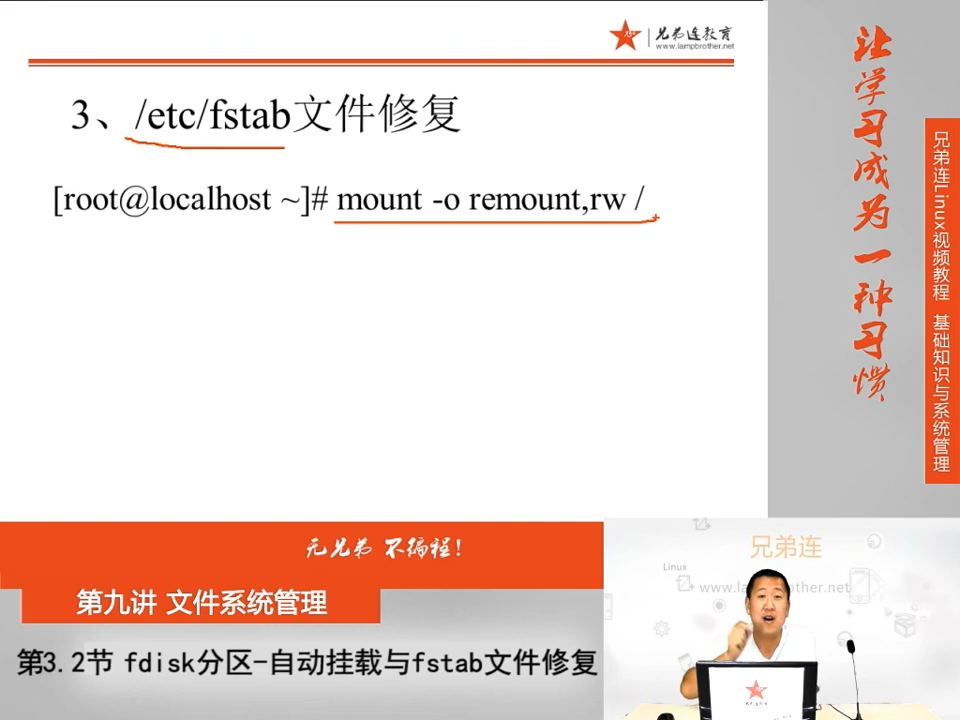 兄弟连教育
www.lampbrother.net
3、/etc/fstab文件修复
[root@localhost ~]# mount -o remount,rw /
让学习成为一种习惯
兄弟连Linux视频教程 基础知识与系统管理
无兄弟 不编程!
第九讲 文件系统管理
第3.2节 fdisk分区-自动挂载与fstab文件修复
兄弟连
Linux